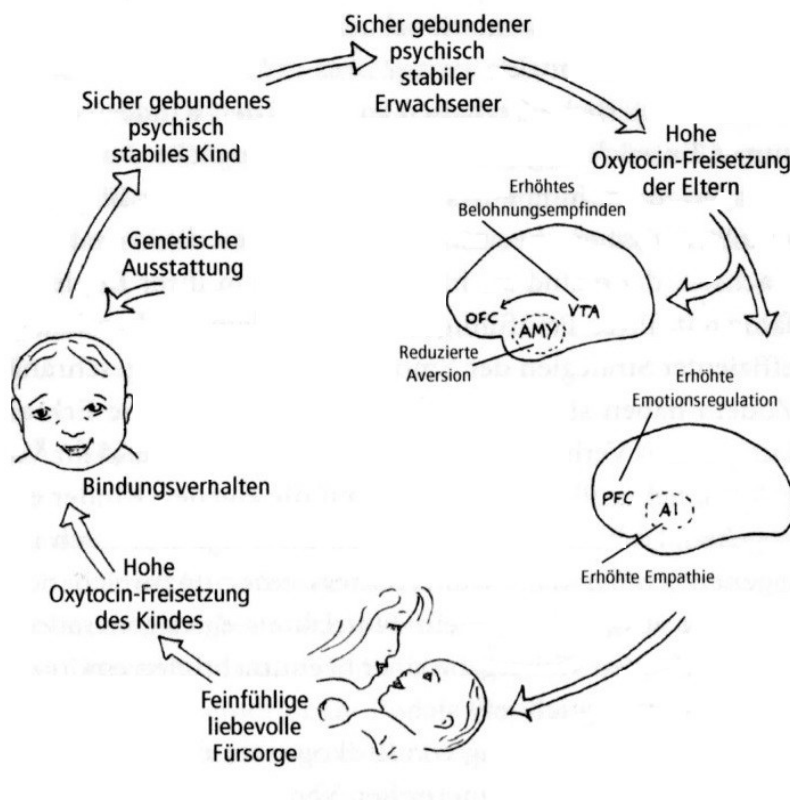 Sicher gebundener
psychisch
stabiler
Erwachsener
Hohe
Oxytocin-Freisetzung
der Eltern
Erhöhtes
Belohnungsempfinden
OFC
AMY
VTA
Reduzierte
Aversion
Erhöhte
Emotionsregulation
PFC
AI
Erhöhte Empathie
Feinfühlige
liebevolle
Fürsorge
Hohe
Oxytocin-Freisetzung
des Kindes
Bindungsverhalten
Genetische
Ausstattung
Sicher gebundenes
psychisch
stabiles Kind